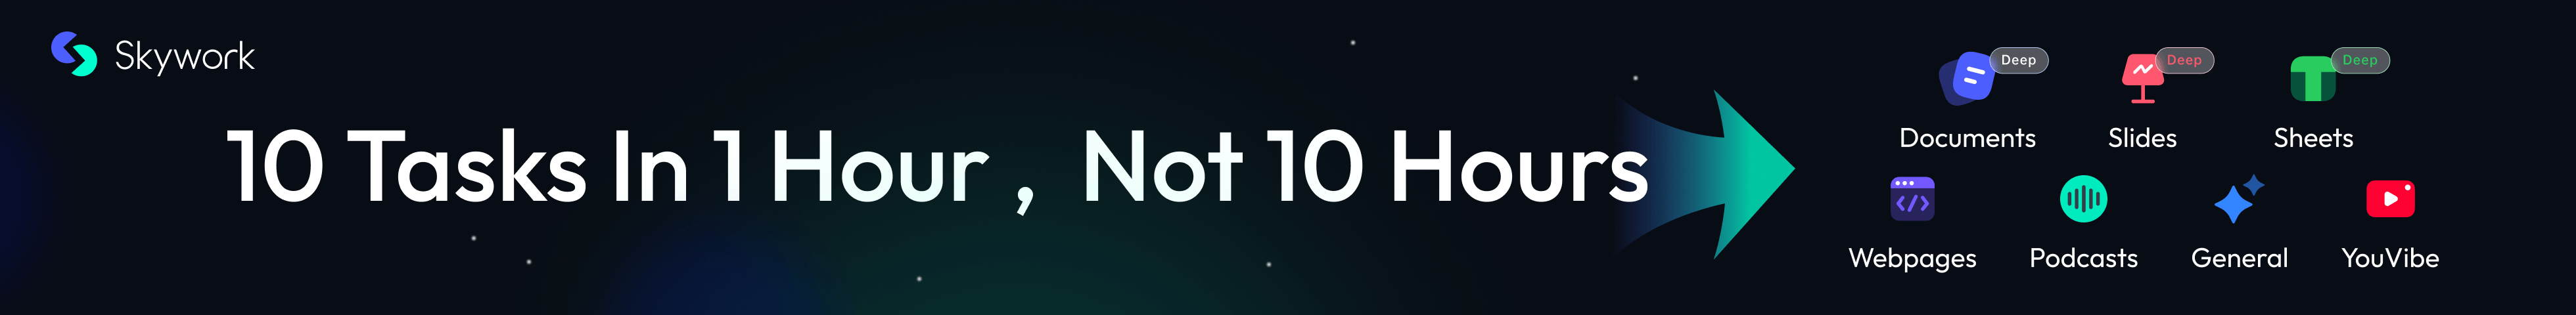 Skywork
10 Tasks In 1 Hour , Not 10 Hours
Deep Deep Deep
Documents Slides Sheets
Webpages Podcasts General YouVibe